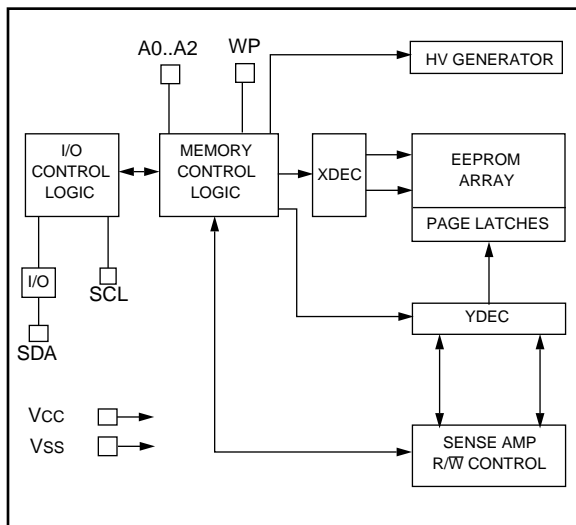 A0..A2
WP
HV GENERATOR
I/O
CONTROL
LOGIC
MEMORY
CONTROL
LOGIC
XDEC
EEPROM
ARRAY
PAGE LATCHES
I/O
SCL
SDA
YDEC
VCC
VSS
SENSE AMP
R/W̅ CONTROL